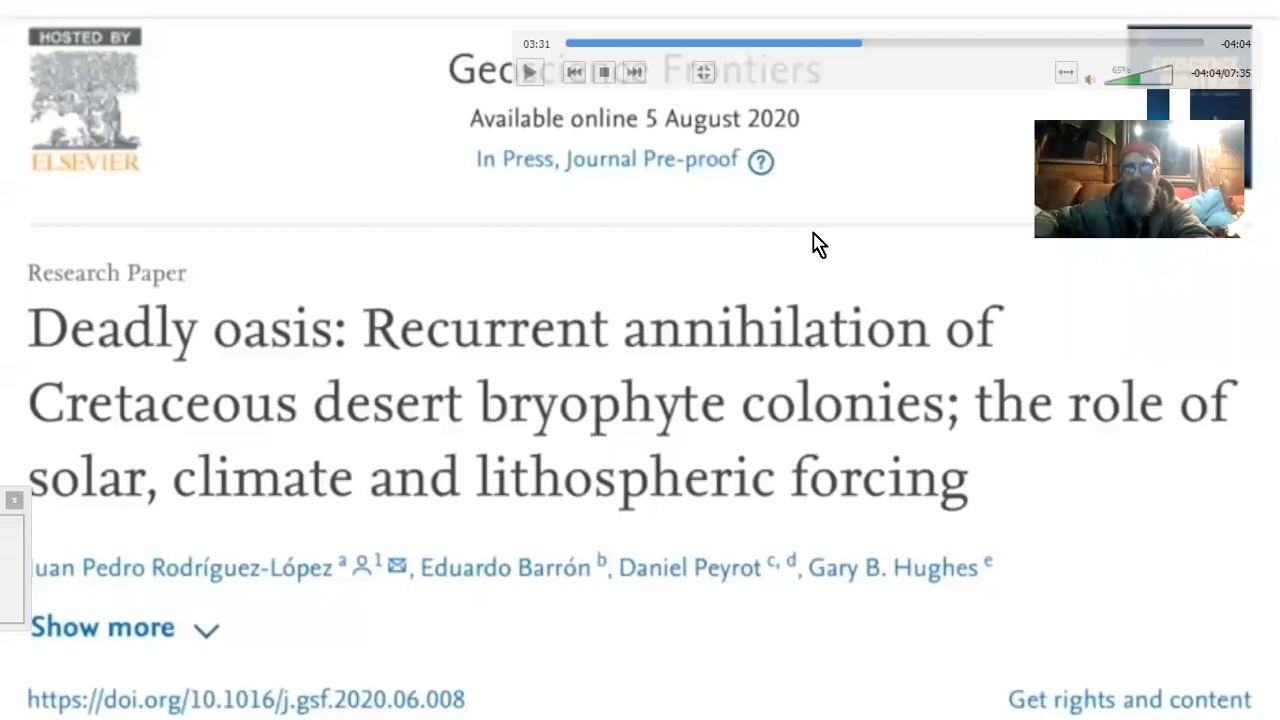 HOSTED BY
ELSEVIER
03:31
-04:04
65%
-04:04/07:35
Geoscience Frontiers
Available online 5 August 2020
In Press, Journal Pre-proof ?
Research Paper
Deadly oasis: Recurrent annihilation of
Cretaceous desert bryophyte colonies; the role of
solar, climate and lithospheric forcing
Juan Pedro Rodríguez-López a 1, Eduardo Barrón b, Daniel Peyrot c, d, Gary B. Hughes e
Show more
https://doi.org/10.1016/j.gsf.2020.06.008
Get rights and content